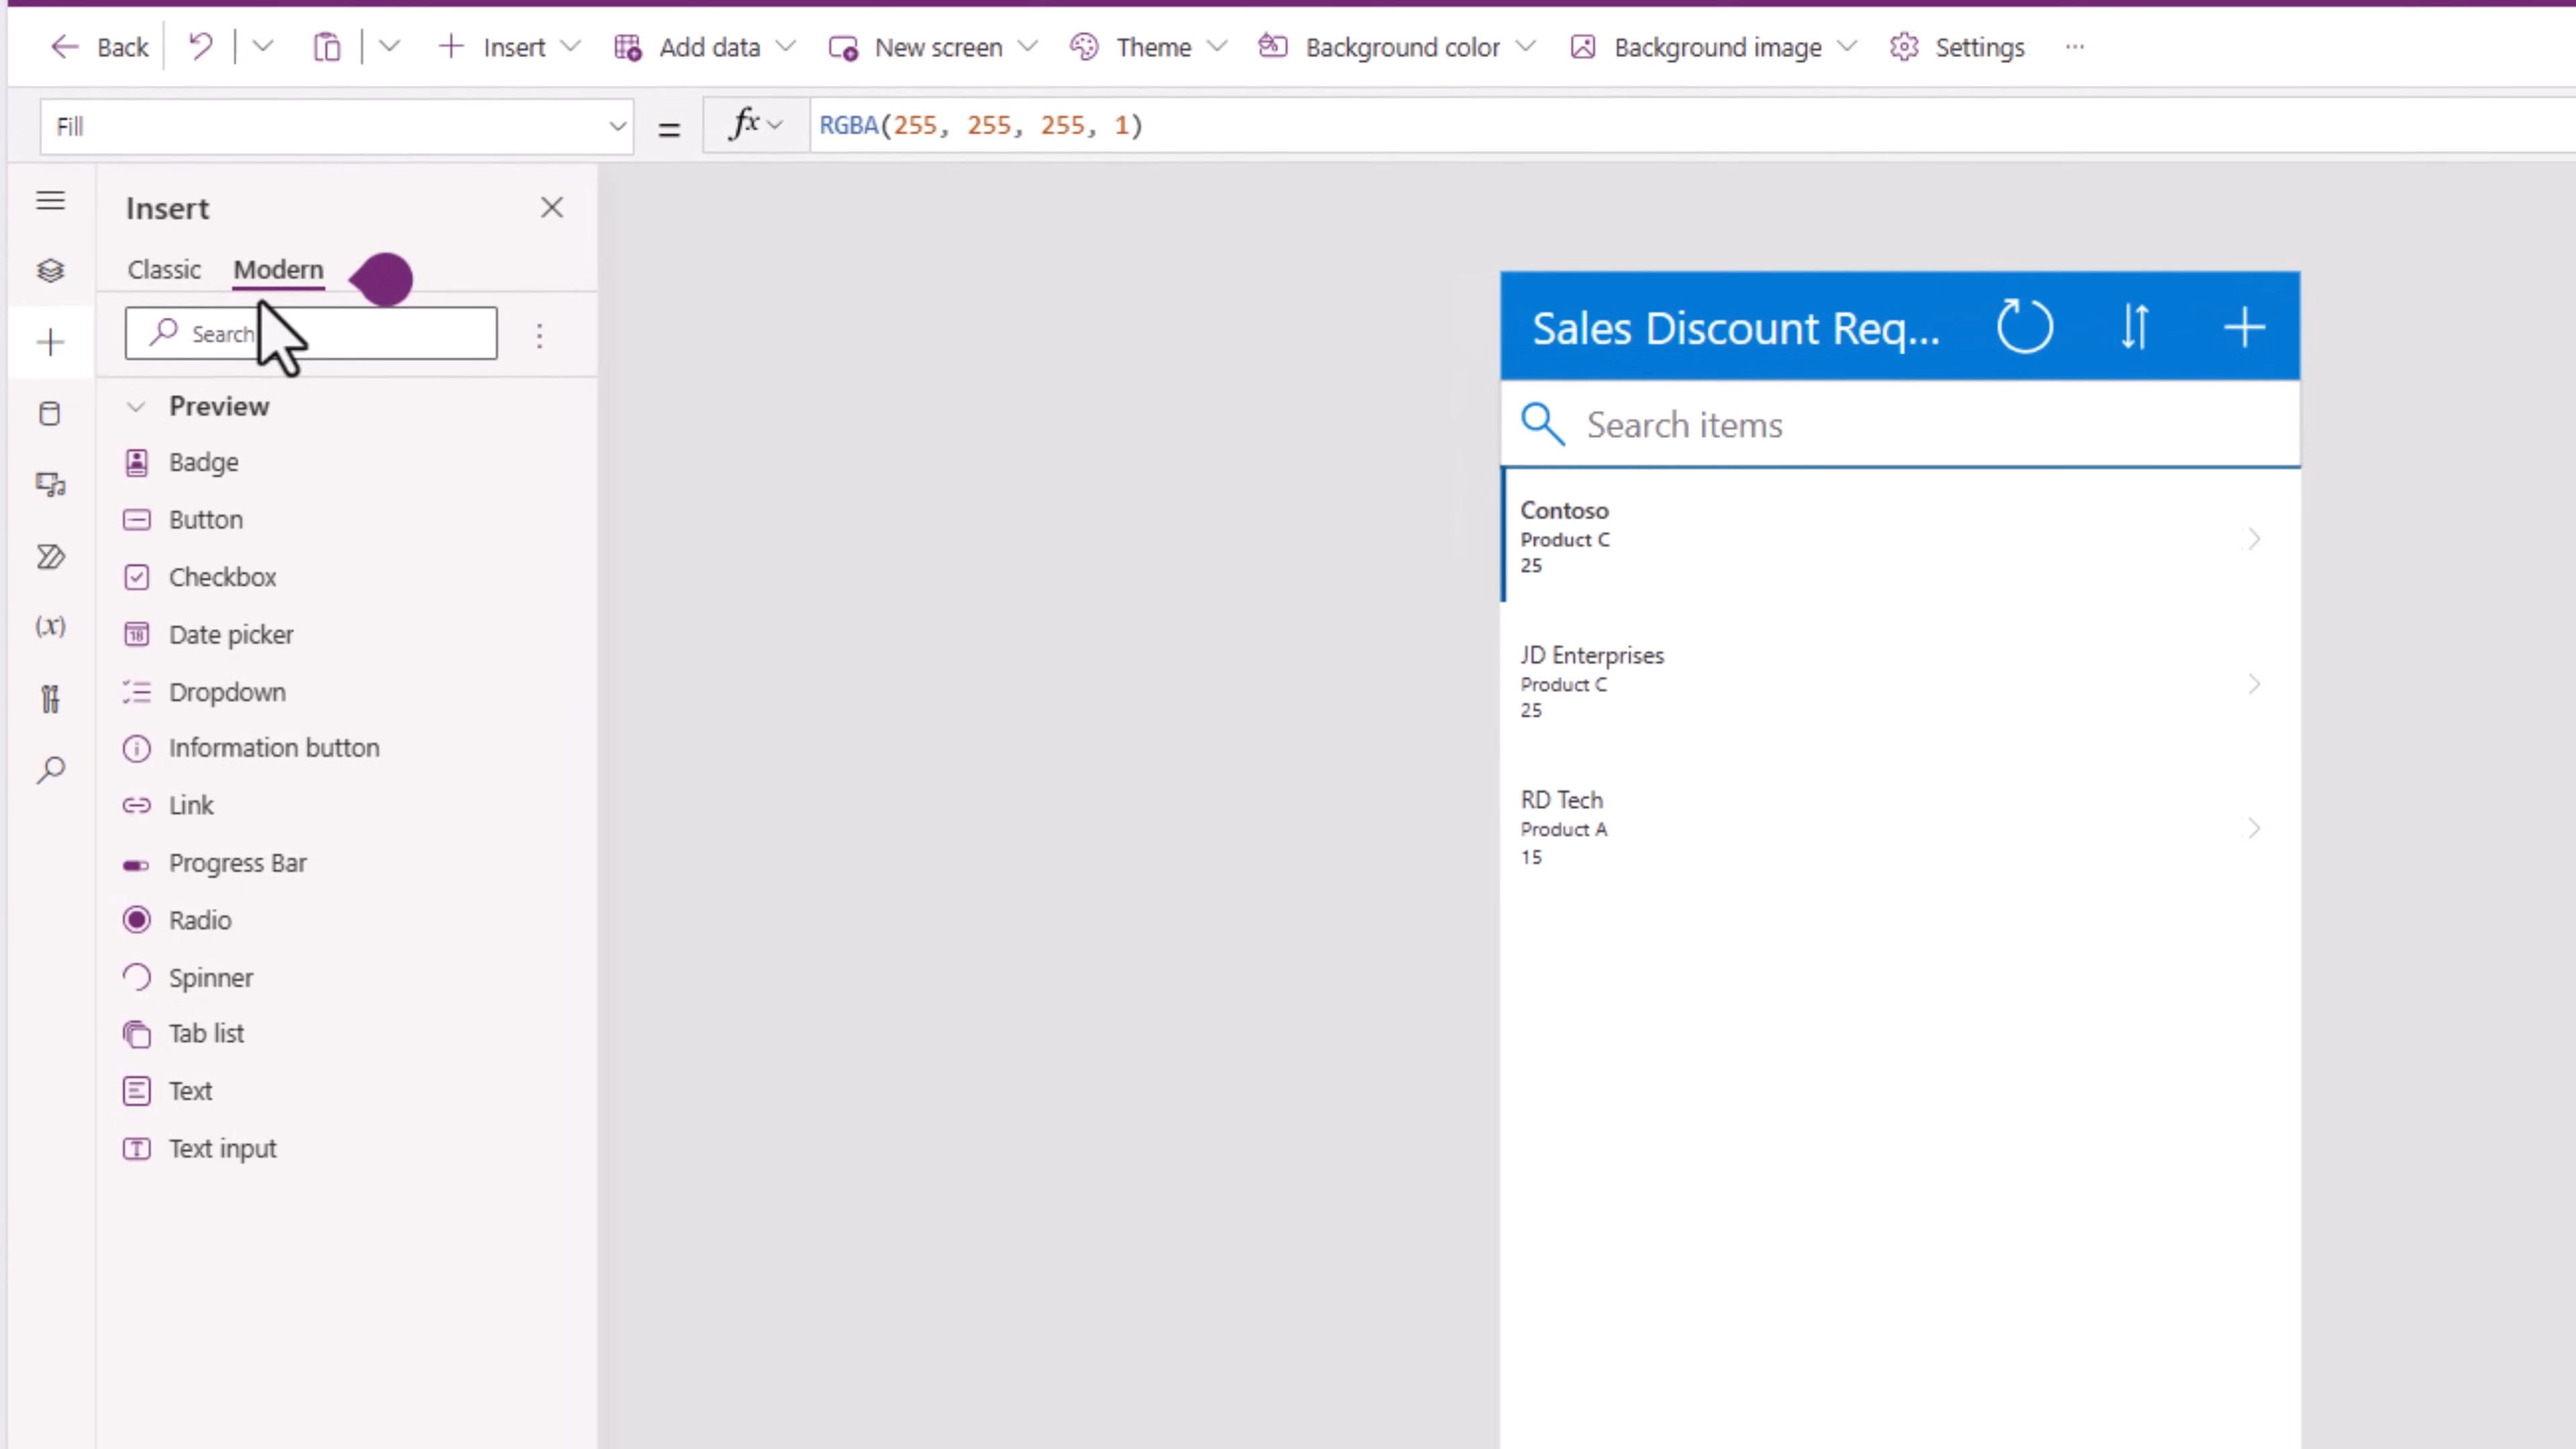 Back
Insert
Add data
New screen
Theme
Background color
Background image
Settings
Fill
=
fx
RGBA(255, 255, 255, 1)
Insert
Classic
Modern
Search
Preview
Badge
Button
Checkbox
Date picker
Dropdown
Information button
Link
Progress Bar
Radio
Spinner
Tab list
Text
Text input
(x)
Sales Discount Req...
Search items
Contoso
Product C
25
JD Enterprises
Product C
25
RD Tech
Product A
15